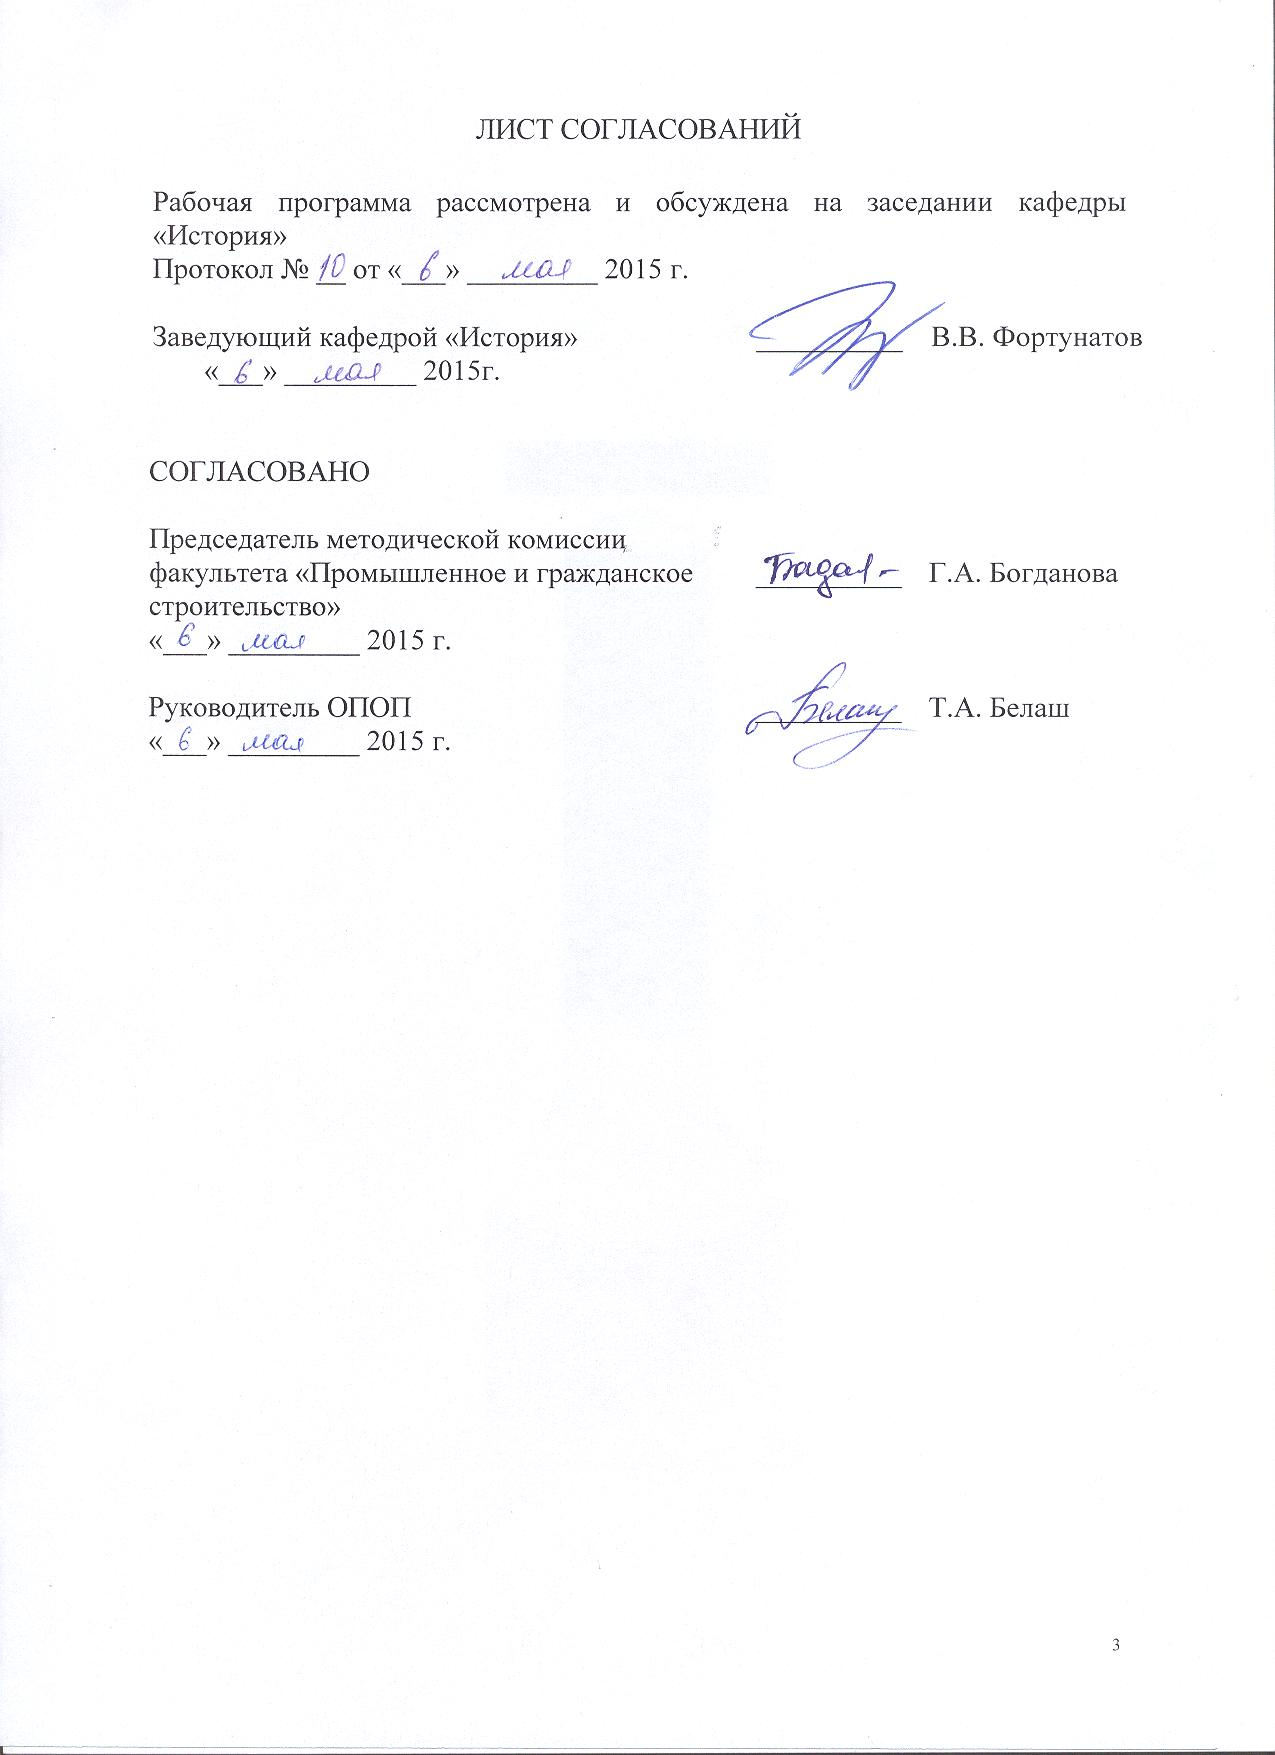 ЛИСТ СОГЛАСОВАНИЙ
Рабочая программа рассмотрена и обсуждена на заседании кафедры
«История»
Протокол № 10 от « 6 » мая 2015 г.
Заведующий кафедрой «История» В.В. Фортунатов
« 6 » мая 2015г.
СОГЛАСОВАНО
Председатель методической комиссии
факультета «Промышленное и гражданское Г.А. Богданова
строительство»
« 6 » мая 2015 г.
Руководитель ОПОП Белаш Т.А. Белаш
« 6 » мая 2015 г.
3